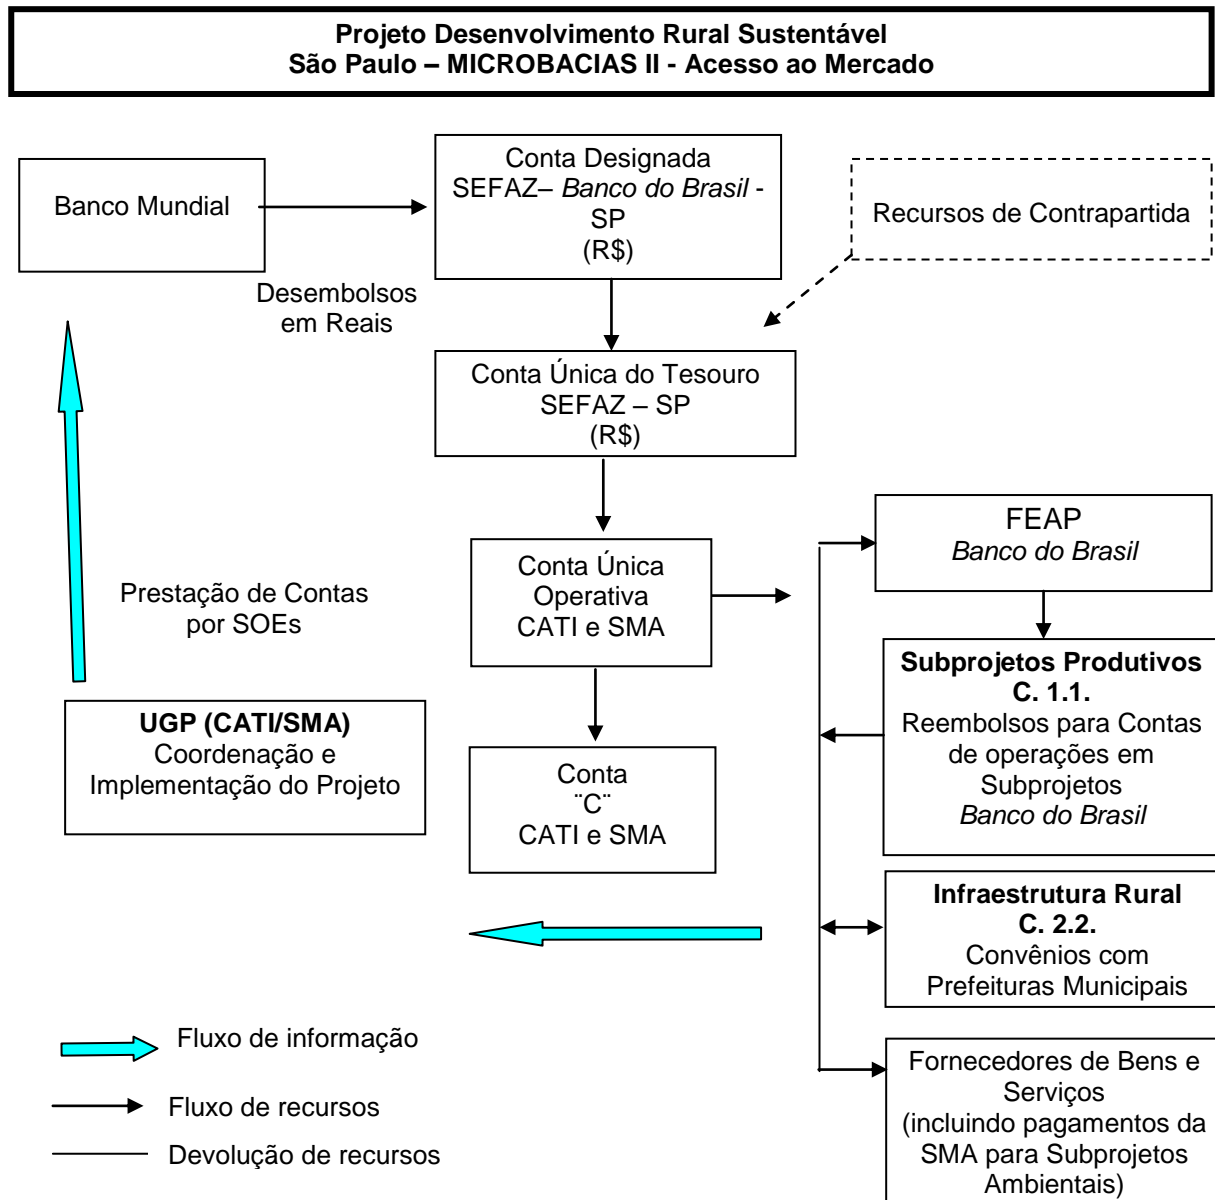 Projeto Desenvolvimento Rural Sustentável
São Paulo – MICROBACIAS II - Acesso ao Mercado
Banco Mundial
Conta Designada
SEFAZ– Banco do Brasil -
SP
(R$)
Recursos de Contrapartida
Desembolsos
em Reais
Conta Única do Tesouro
SEFAZ – SP
(R$)
FEAP
Banco do Brasil
Conta Única
Operativa
CATI e SMA
Prestação de Contas
por SOEs
Subprojetos Produtivos
C. 1.1.
Reembolsos para Contas
de operações em
Subprojetos
Banco do Brasil
UGP (CATI/SMA)
Coordenação e
Implementação do Projeto
Conta
¨C¨
CATI e SMA
Infraestrutura Rural
C. 2.2.
Convênios com
Prefeituras Municipais
Fluxo de informação
Fluxo de recursos
Devolução de recursos
Fornecedores de Bens e
Serviços
(incluindo pagamentos da
SMA para Subprojetos
Ambientais)